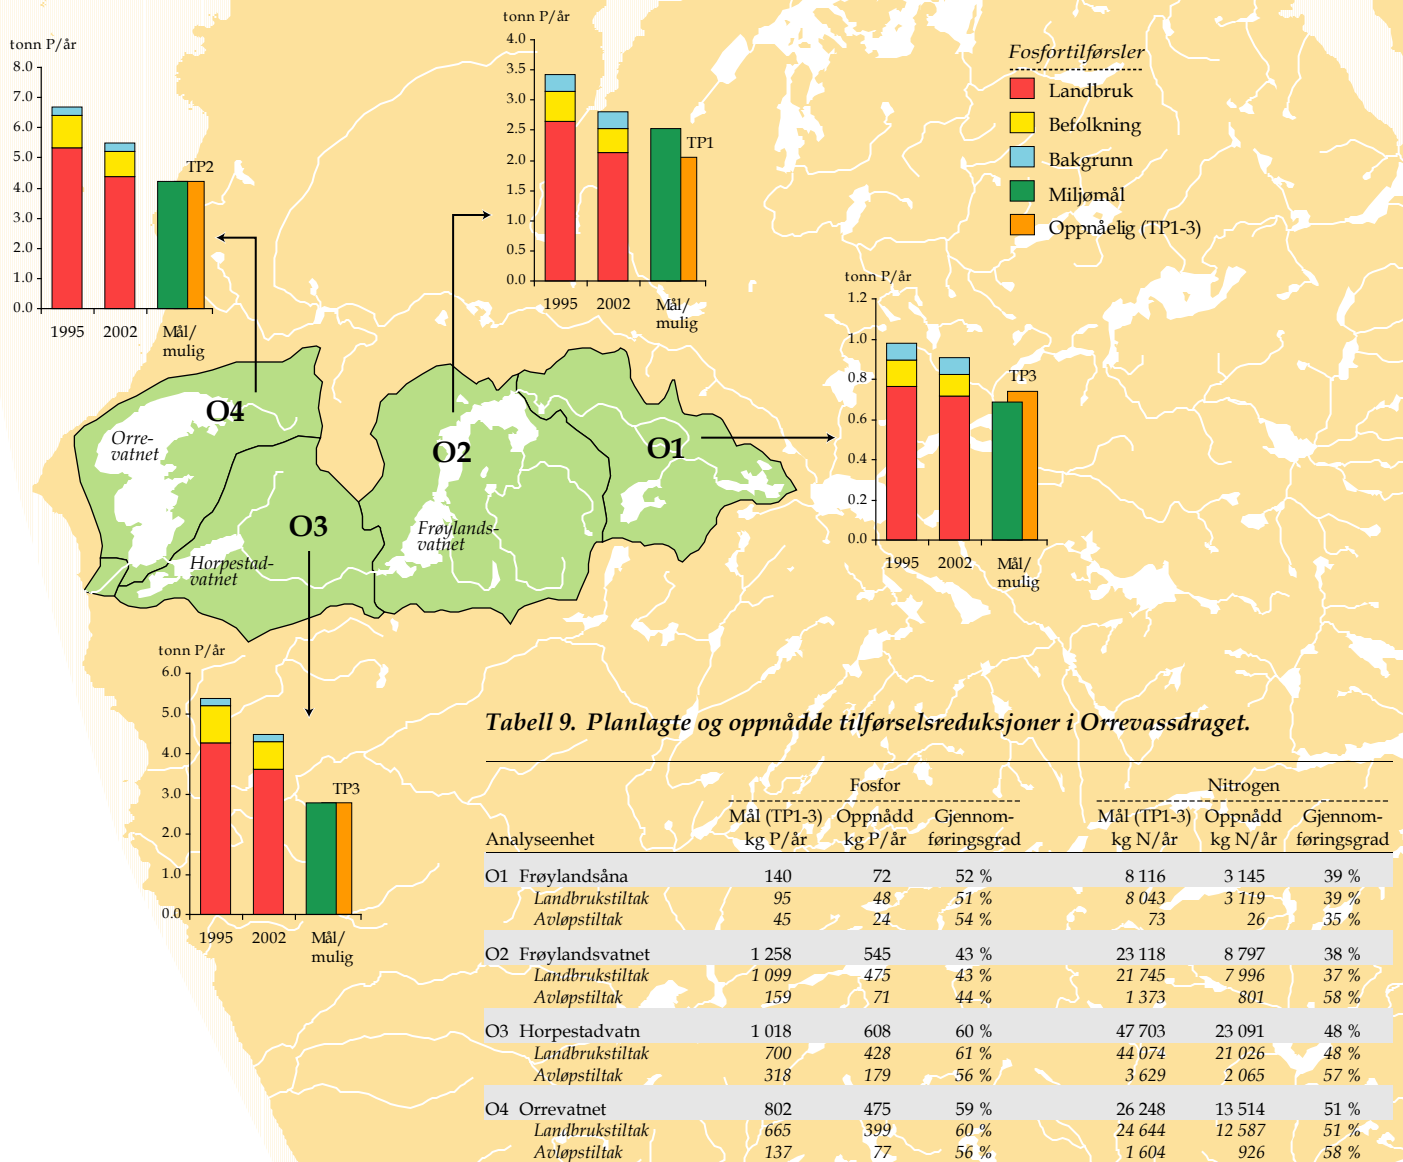 tonn P/år
8.0
7.0
6.0
5.0
4.0
3.0
2.0
1.0
0.0
TP2
1995 2002 Mål/
mulig
tonn P/år
4.0
3.5
3.0
2.5
2.0
1.5
1.0
0.5
0.0
TP1
1995 2002 Mål/
mulig
Fosfortilførsler
Landbruk
Befolkning
Bakgrunn
Miljømål
Oppnåelig (TP1-3)
tonn P/år
1.2
1.0
0.8
0.6
0.4
0.2
0.0
TP3
1995 2002 Mål/
mulig
O4
Orre-
vatnet
O2
O1
O3
Frøylands-
vatnet
Horpestad-
vatnet
tonn P/år
6.0
5.0
4.0
3.0
2.0
1.0
0.0
TP3
1995 2002 Mål/
mulig
Tabell 9. Planlagte og oppnådde tilførselsreduksjoner i Orrevassdraget.
Fosfor Nitrogen
Mål (TP1-3) Oppnådd Gjennom- Mål (TP1-3) Oppnådd Gjennom-
Analyseenhet kg P/år kg P/år føringsgrad kg N/år kg N/år føringsgrad
O1 Frøylandsåna 140 72 52 % 8 116 3 145 39 %
Landbrukstiltak 95 48 51 % 8 043 3 119 39 %
Avløpstiltak 45 24 54 % 73 26 35 %
O2 Frøylandsvatnet 1 258 545 43 % 23 118 8 797 38 %
Landbrukstiltak 1 099 475 43 % 21 745 7 996 37 %
Avløpstiltak 159 71 44 % 1 373 801 58 %
O3 Horpestadvatn 1 018 608 60 % 47 703 23 091 48 %
Landbrukstiltak 700 428 61 % 44 074 21 026 48 %
Avløpstiltak 318 179 56 % 3 629 2 065 57 %
O4 Orrevatnet 802 475 59 % 26 248 13 514 51 %
Landbrukstiltak 665 399 60 % 24 644 12 587 51 %
Avløpstiltak 137 77 56 % 1 604 926 58 %